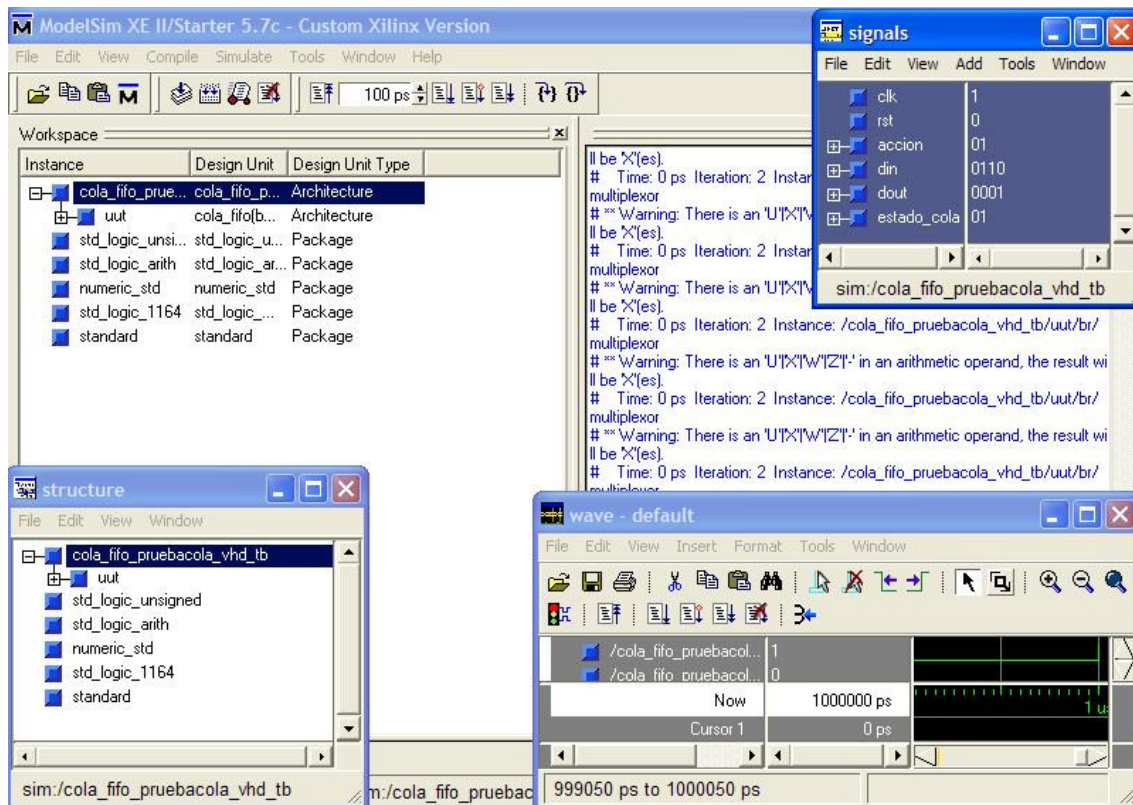 ModelSim XE II/Starter 5.7c - Custom Xilinx Version
File Edit View Compile Simulate Tools Window Help
100 ps
Workspace
Instance Design Unit Design Unit Type
cola_fifo_prue... cola_fifo_p... Architecture
uut cola_fifo(b... Architecture
std_logic_unsi... std_logic_u... Package
std_logic_arith std_logic_ar... Package
numeric_std numeric_std Package
std_logic_1164 std_logic_... Package
standard standard Package
ll be 'X'(es).
# Time: 0 ps Iteration: 2 Instan
multiplexor
# ** Warning: There is an 'U'|'X'|'
ll be 'X'(es).
# Time: 0 ps Iteration: 2 Instar
multiplexor
# ** Warning: There is an 'U'|'X'|'
ll be 'X'(es).
# Time: 0 ps Iteration: 2 Instance: /cola_fifo_pruebacola_vhd_tb/uut/br/
multiplexor
# ** Warning: There is an 'U'|'X'|'W'|'Z'|'-' in an arithmetic operand, the result wi
ll be 'X'(es).
# Time: 0 ps Iteration: 2 Instance: /cola_fifo_pruebacola_vhd_tb/uut/br/
multiplexor
# ** Warning: There is an 'U'|'X'|'W'|'Z'|'-' in an arithmetic operand, the result wi
ll be 'X'(es).
# Time: 0 ps Iteration: 2 Instance: /cola_fifo_pruebacola_vhd_tb/uut/br/
multiplexor
signals
File Edit View Add Tools Window
clk 1
rst 0
accion 01
din 0110
dout 0001
estado_cola 01
sim:/cola_fifo_pruebacola_vhd_tb
structure
File Edit View Window
cola_fifo_pruebacola_vhd_tb
uut
std_logic_unsigned
std_logic_arith
numeric_std
std_logic_1164
standard
sim:/cola_fifo_pruebacola_vhd_tb
m:/cola_fifo_pruebac
wave - default
File Edit View Insert Format Tools Window
/cola_fifo_pruebacol... 1
/cola_fifo_pruebacol... 0
Now 1000000 ps
1 u
Cursor 1 0 ps
999050 ps to 1000050 ps